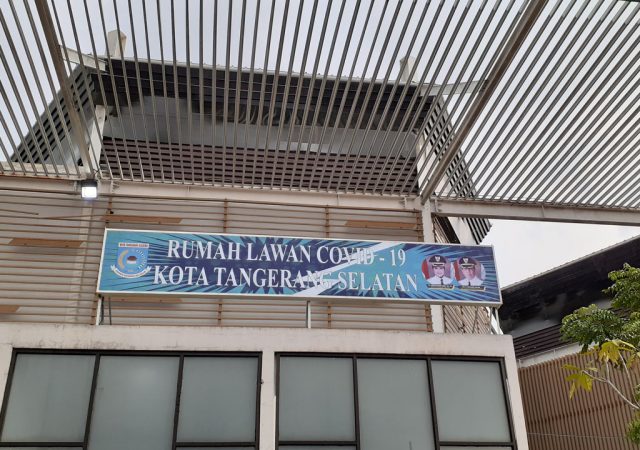 RUMAH LAWAN COVID - 19
KOTA TANGERANG SELATAN